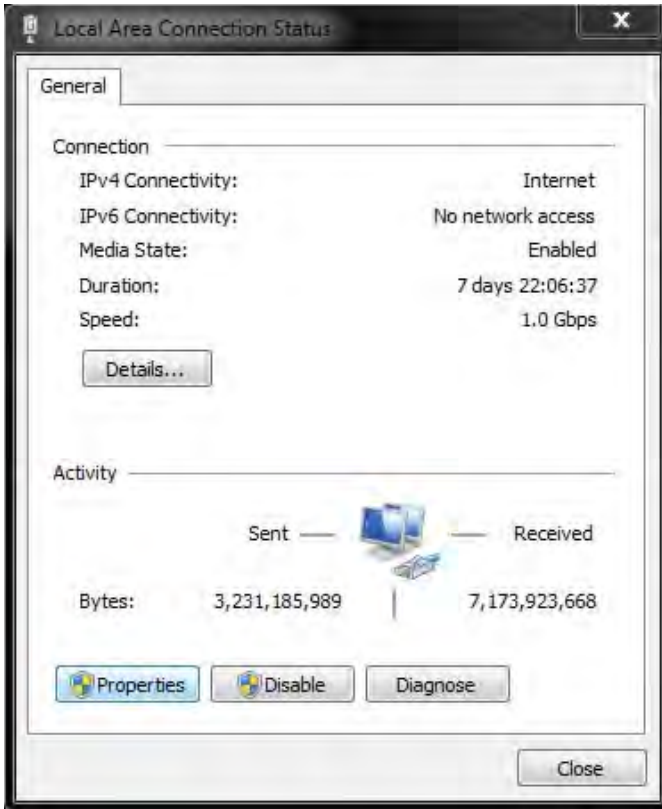 Local Area Connection Status
General
Connection
IPv4 Connectivity: Internet
IPv6 Connectivity: No network access
Media State: Enabled
Duration: 7 days 22:06:37
Speed: 1.0 Gbps
Details...
Activity
Sent Received
Bytes: 3,231,185,989 7,173,923,668
Properties Disable Diagnose
Close